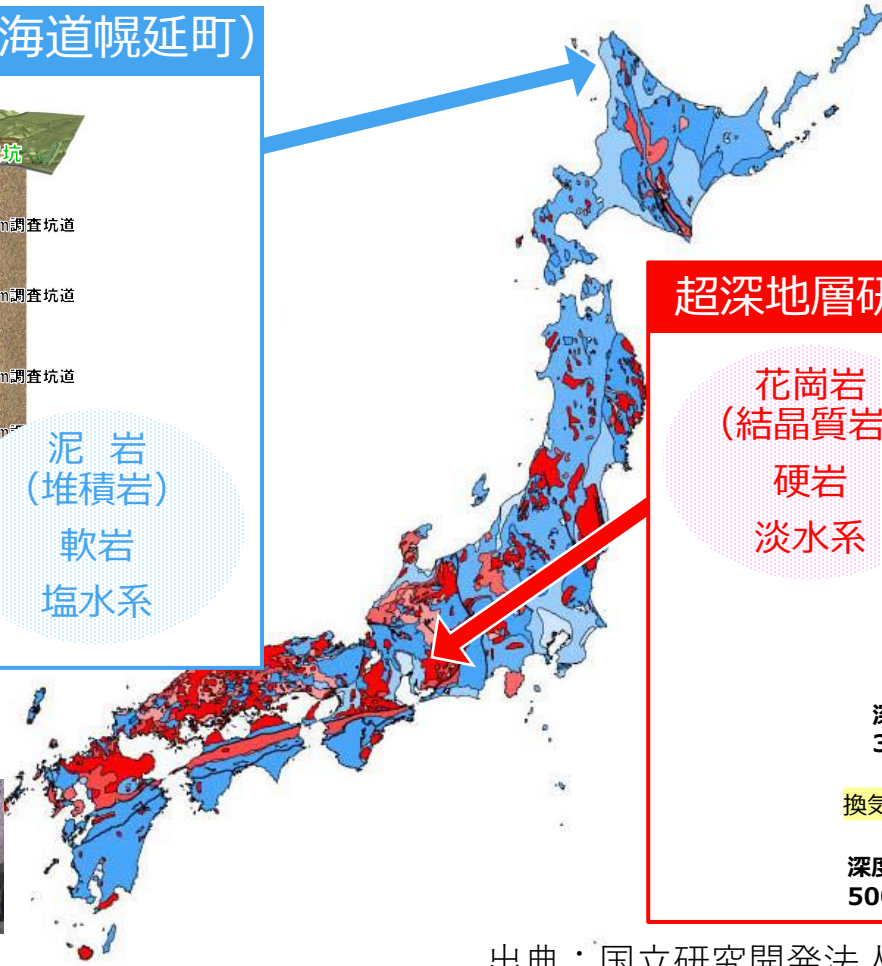 海道幌延町）
坑
m調査坑道
m調査坑道
m調査坑道
泥 岩
（堆積岩）
軟岩
塩水系
超深地層研
花崗岩
（結晶質岩
硬岩
淡水系
3
換気
深度
500
出典：国立研究開発法人